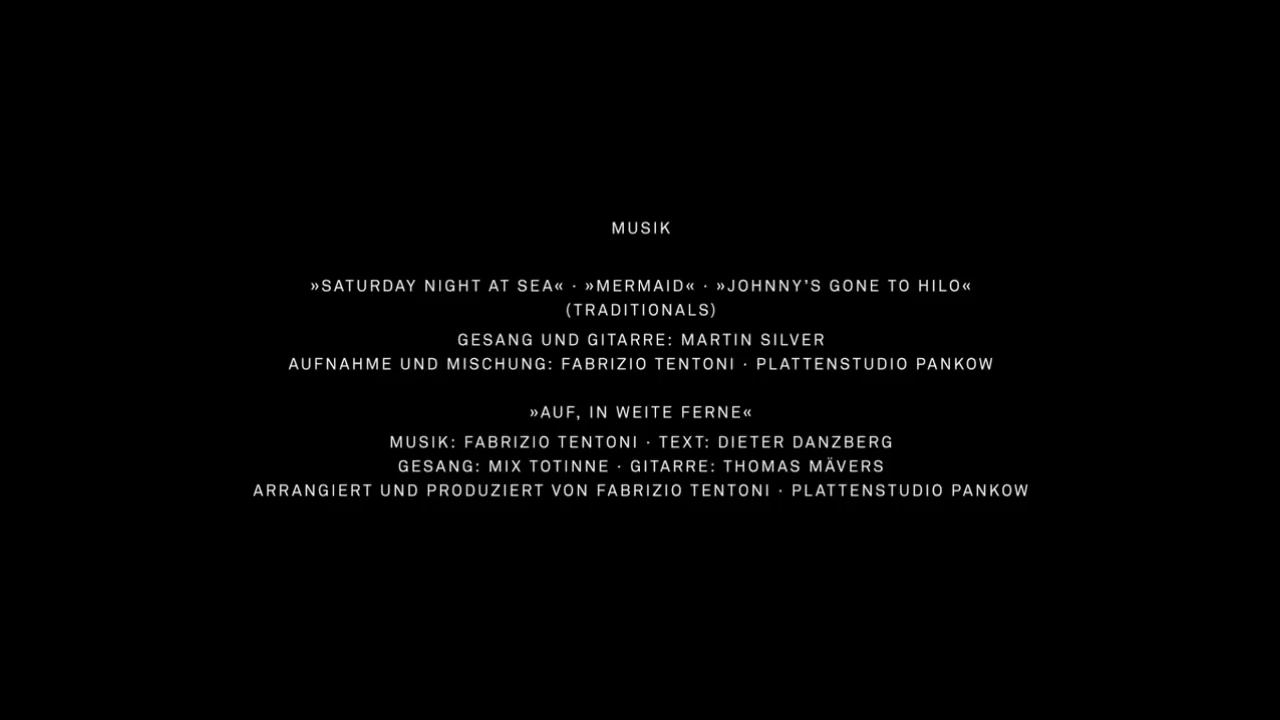 MUSIK
»SATURDAY NIGHT AT SEA« · »MERMAID« · »JOHNNY’S GONE TO HILO«
(TRADITIONALS)
GESANG UND GITARRE: MARTIN SILVER
AUFNAHME UND MISCHUNG: FABRIZIO TENTONI · PLATTENSTUDIO PANKOW
»AUF, IN WEITE FERNE«
MUSIK: FABRIZIO TENTONI · TEXT: DIETER DANZBERG
GESANG: MIX TOTINNE · GITARRE: THOMAS MÄVERS
ARRANGIERT UND PRODUZIERT VON FABRIZIO TENTONI · PLATTENSTUDIO PANKOW